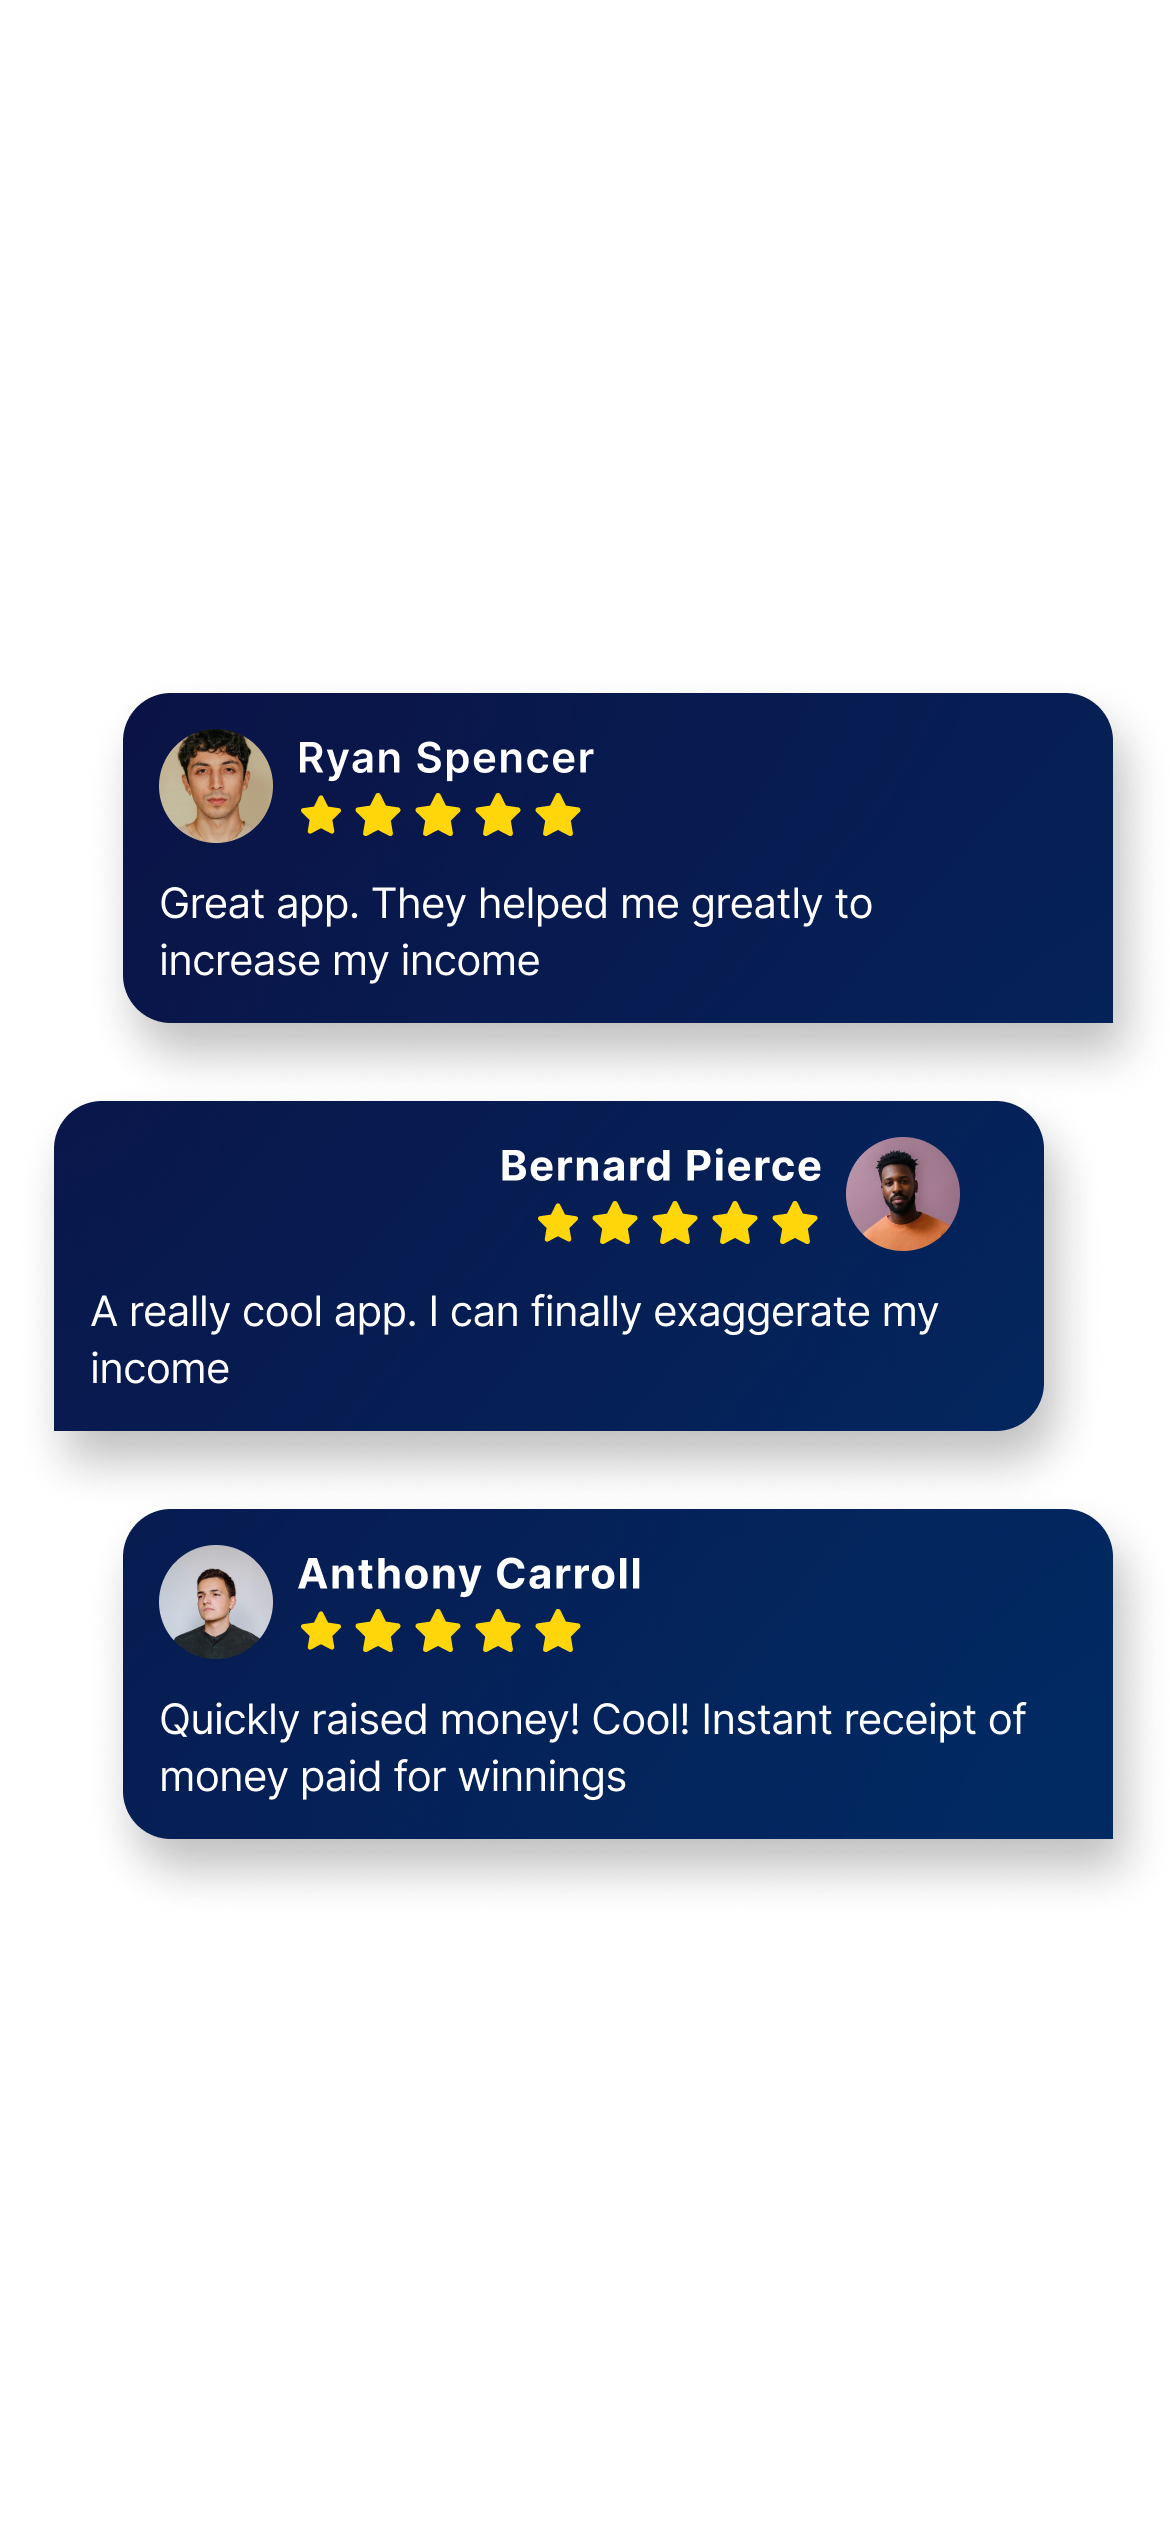 Ryan Spencer
Great app. They helped me greatly to
increase my income
Bernard Pierce
A really cool app. I can finally exaggerate my
income
Anthony Carroll
Quickly raised money! Cool! Instant receipt of
money paid for winnings